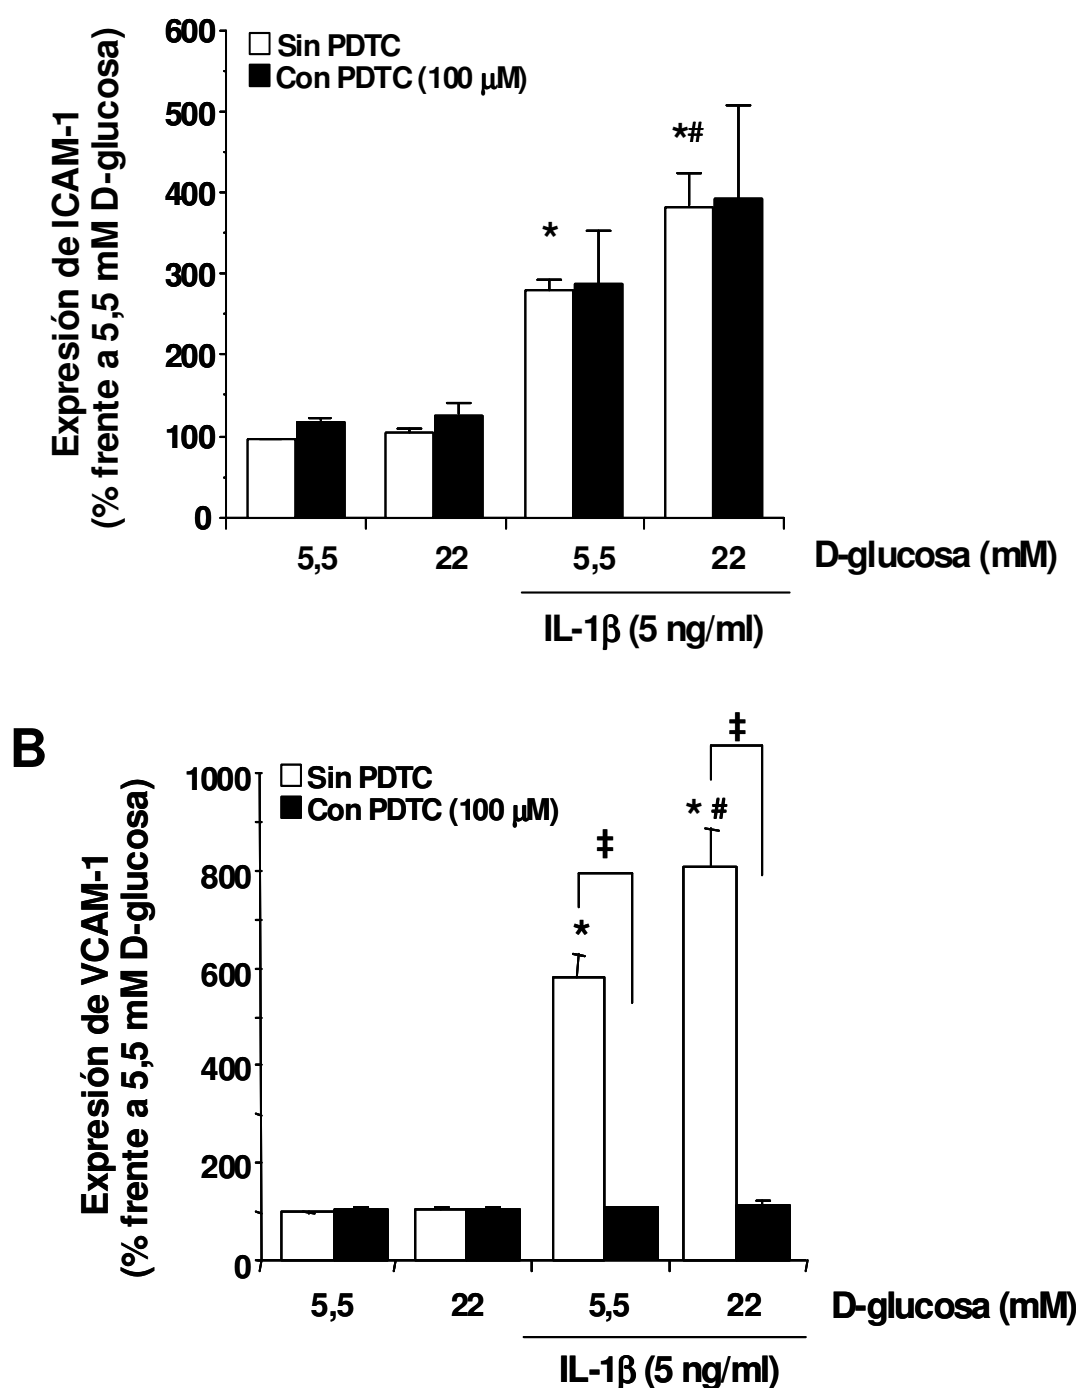 Expresión de ICAM-1
(% frente a 5,5 mM D-glucosa)
600
500
400
300
200
100
0
Sin PDTC
Con PDTC (100 µM)
*
*#
5,5 22 5,5 22 D-glucosa (mM)
IL-1β (5 ng/ml)
B
Expresión de VCAM-1
(% frente a 5,5 mM D-glucosa)
1000
800
600
400
200
0
Sin PDTC
Con PDTC (100 µM)
‡
*
‡
* #
5,5 22 5,5 22 D-glucosa (mM)
IL-1β (5 ng/ml)